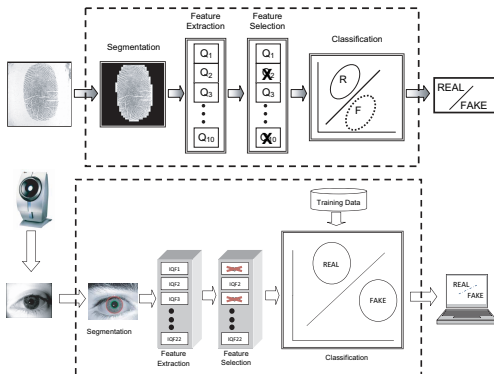 Feature
Extraction
Feature
Selection
Segmentation
Classification
Q1
Q2
Q3
Q10
Q1
Q2
Q3
Q10
R
F
REAL
FAKE
Training Data
Segmentation
IQF1
IQF2
IQF3
IQF22
Feature
Extraction
IQF2
IQF22
Feature
Selection
REAL
FAKE
Classification
REAL
FAKE